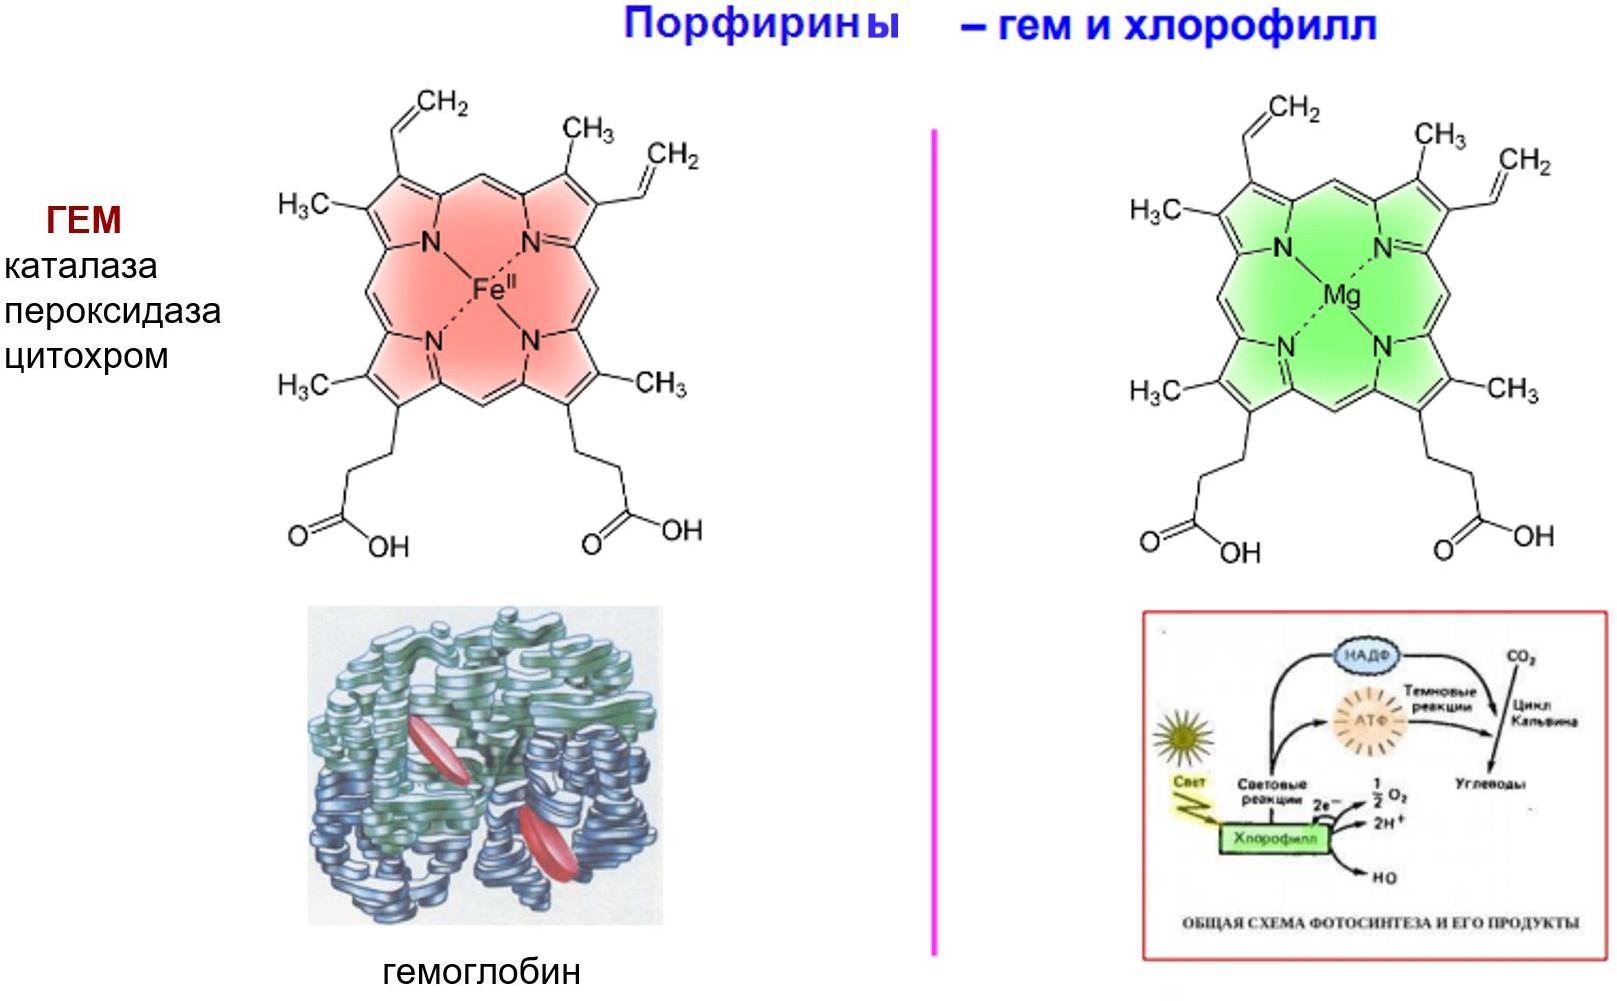 Порфирины – гем и хлорофилл
ГЕМ
каталаза
пероксидаза
цитохром
CH₂
CH₃
CH₂
H₃C
N
N
Feᴵᴵ
N
N
H₃C
CH₃
O
OH
O
OH
гемоглобин
CH₂
CH₃
CH₂
H₃C
N
N
Mg
N
N
H₃C
CH₃
O
OH
O
OH
НАДФ
CO₂
Темновые
реакции
АТФ
Цикл
Кальвина
Свет
Световые
реакции
Углеводы
2e⁻
½ O₂
2H⁺
Хлорофилл
HO
ОБЩАЯ СХЕМА ФОТОСИНТЕЗА И ЕГО ПРОДУКТЫ